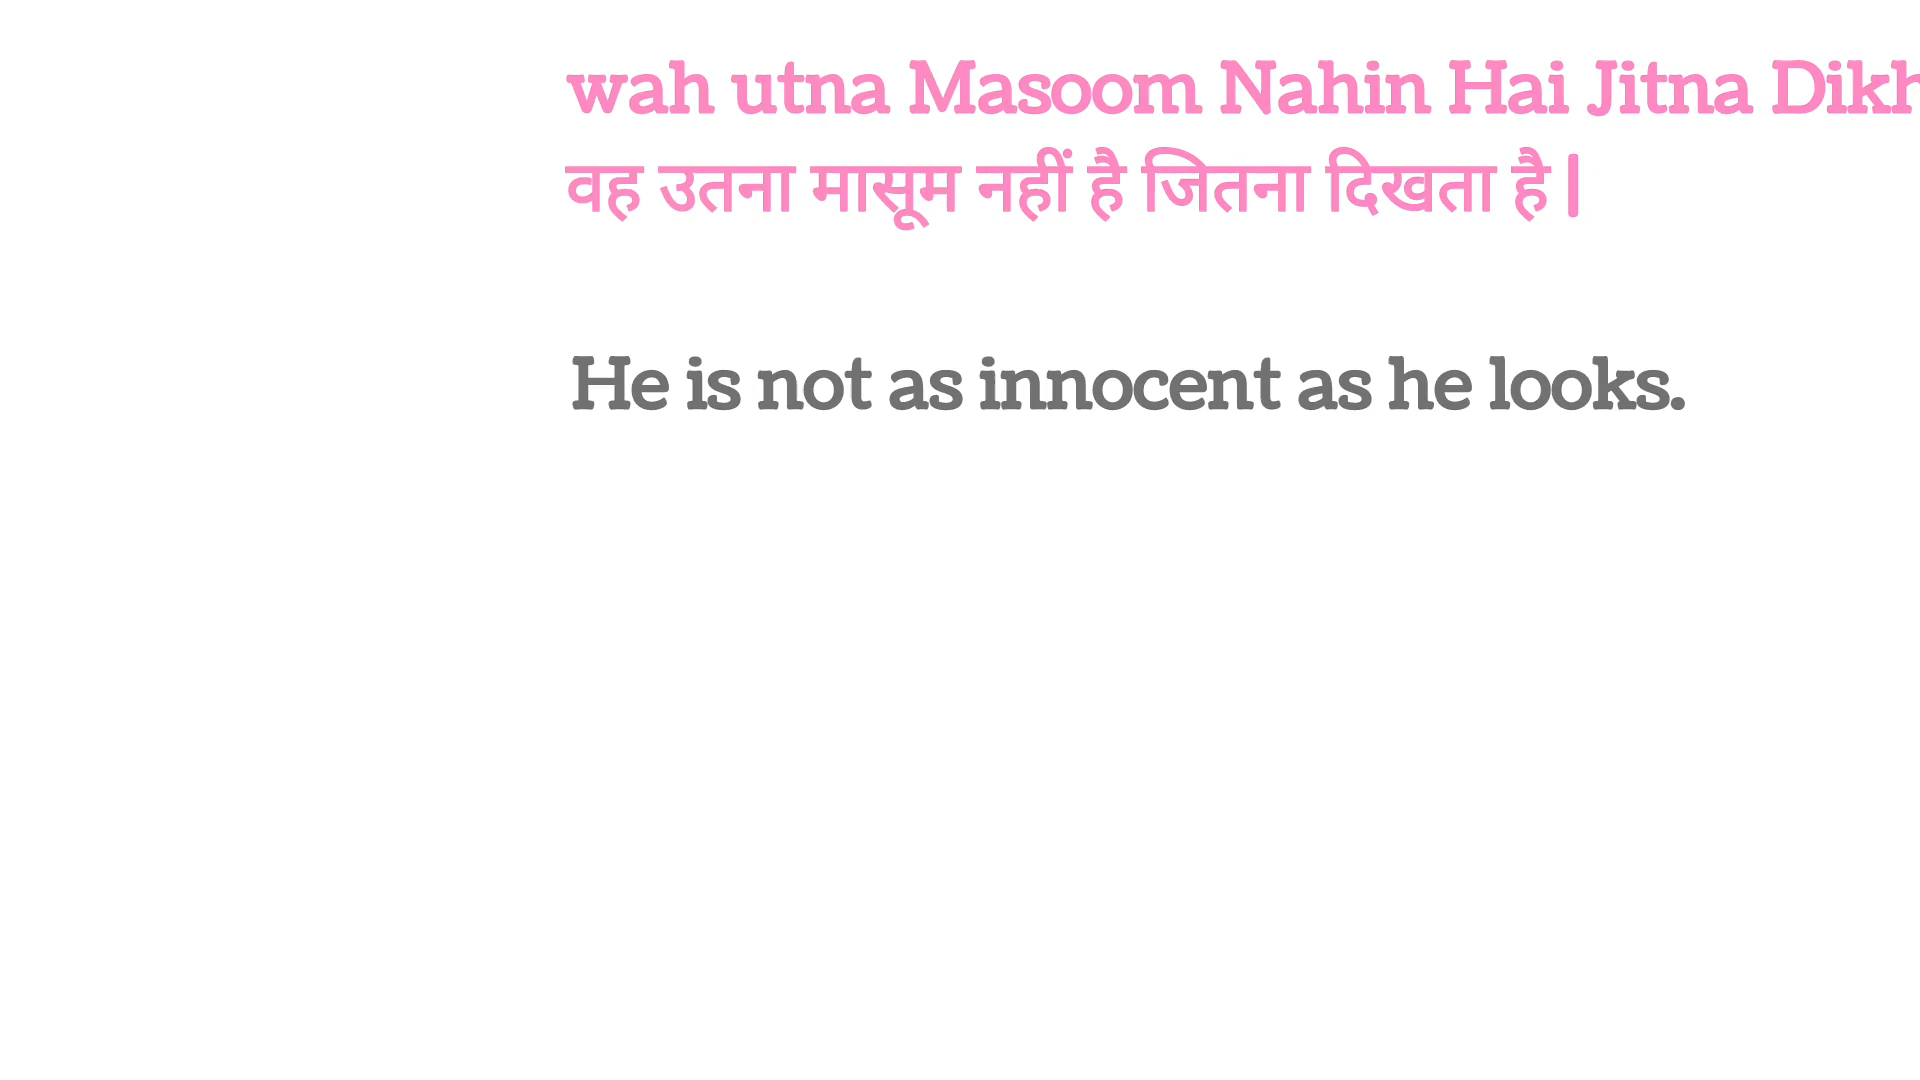 wah utna Masoom Nahin Hai Jitna
वह उतना मासूम नहीं है जितना दिखता है |
He is not as innocent as he looks.